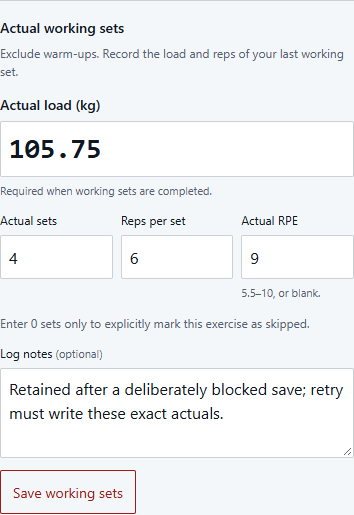 Actual working sets
Exclude warm-ups. Record the load and reps of your last working
set.
Actual load (kg)
105.75
Required when working sets are completed.
Actual sets
Reps per set
Actual RPE
4
6
9
5.5–10, or blank.
Enter 0 sets only to explicitly mark this exercise as skipped.
Log notes (optional)
Retained after a deliberately blocked save; retry
must write these exact actuals.
Save working sets